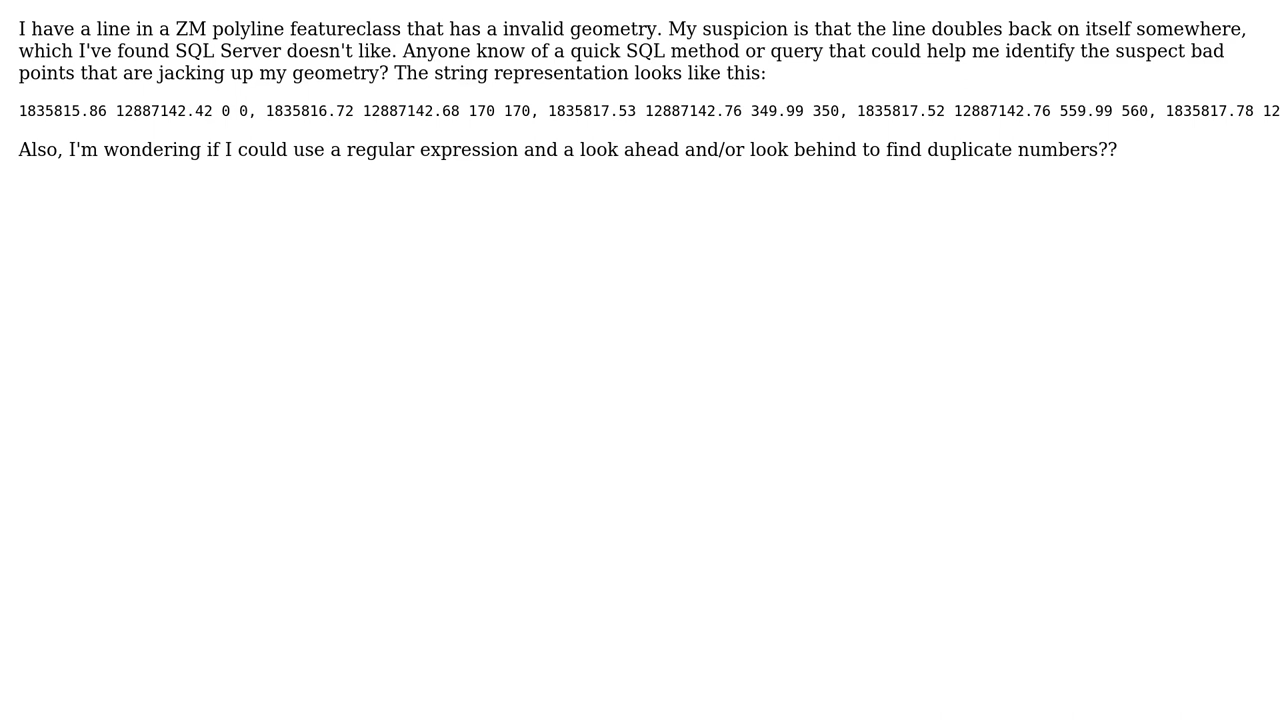 I have a line in a ZM polyline featureclass that has a invalid geometry. My suspicion is that the line doubles back on itself somewhere,
which I've found SQL Server doesn't like. Anyone know of a quick SQL method or query that could help me identify the suspect bad
points that are jacking up my geometry? The string representation looks like this:
1835815.86 12887142.42 0 0, 1835816.72 12887142.68 170 170, 1835817.53 12887142.76 349.99 350, 1835817.52 12887142.76 559.99 560, 1835817.78 12
Also, I'm wondering if I could use a regular expression and a look ahead and/or look behind to find duplicate numbers??